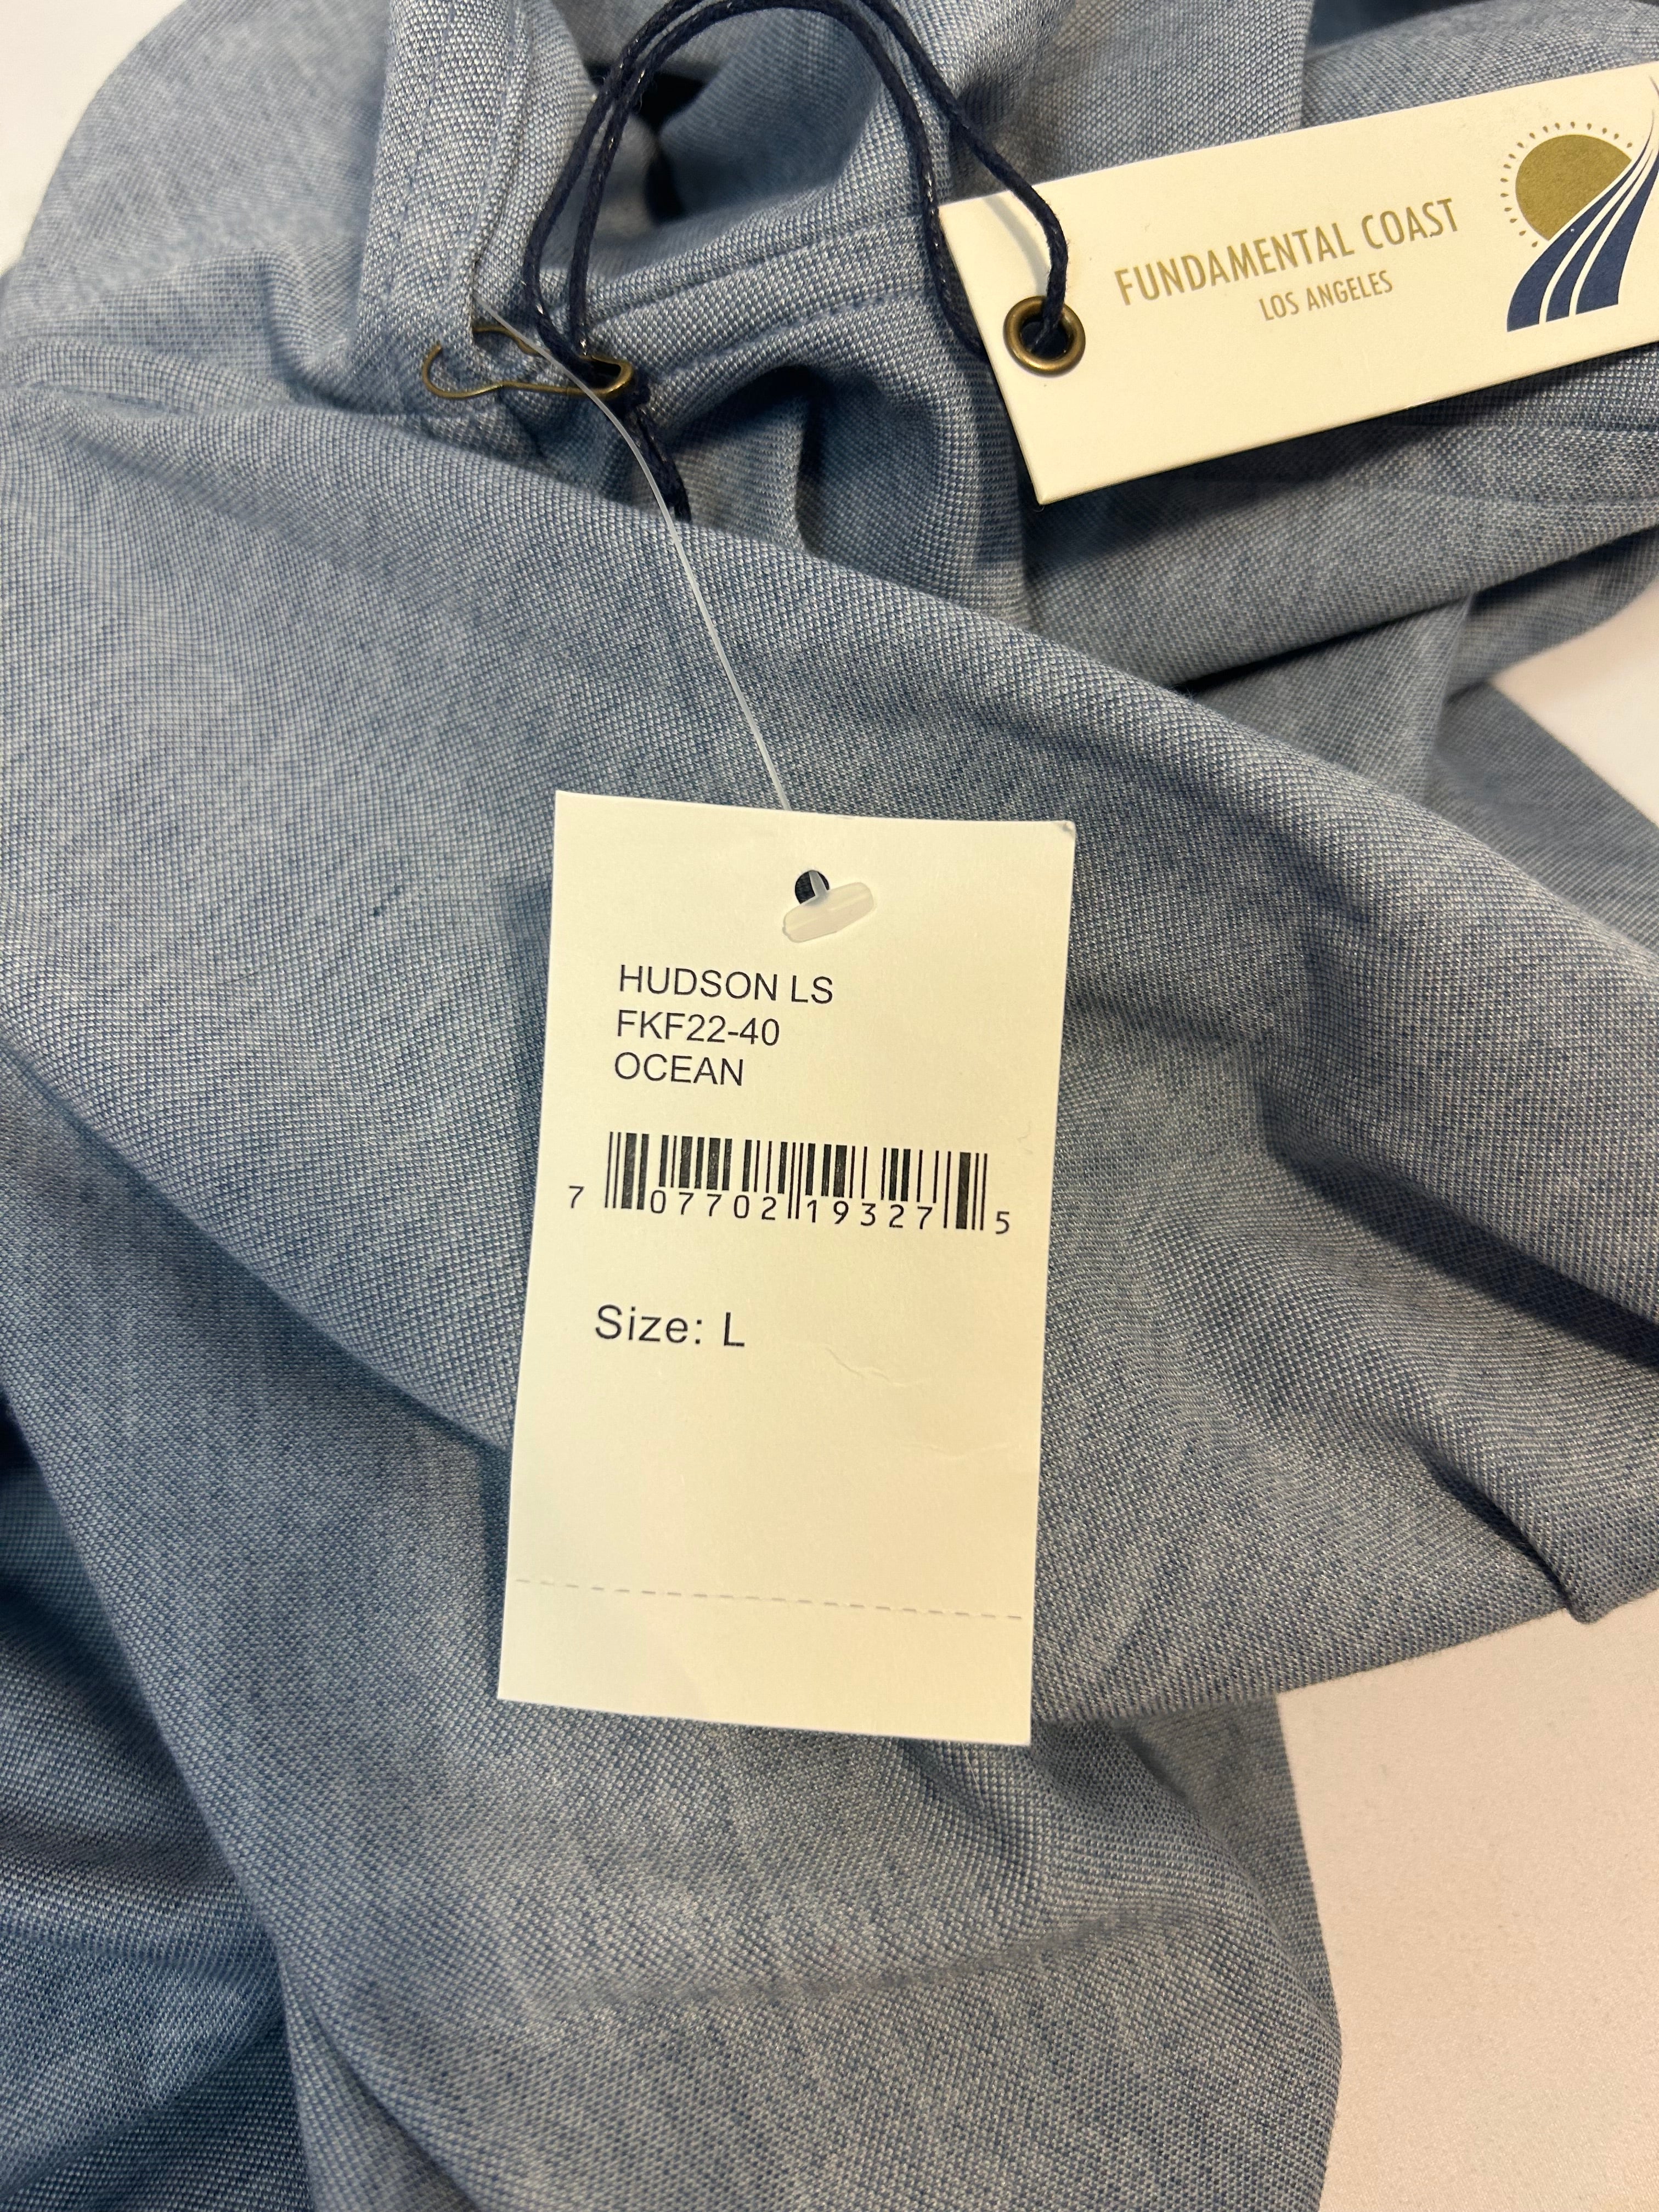 FUNDAMENTAL COAST
LOS ANGELES
HUDSON LS
FKF22-40
OCEAN
7 07702 19327 5
Size: L